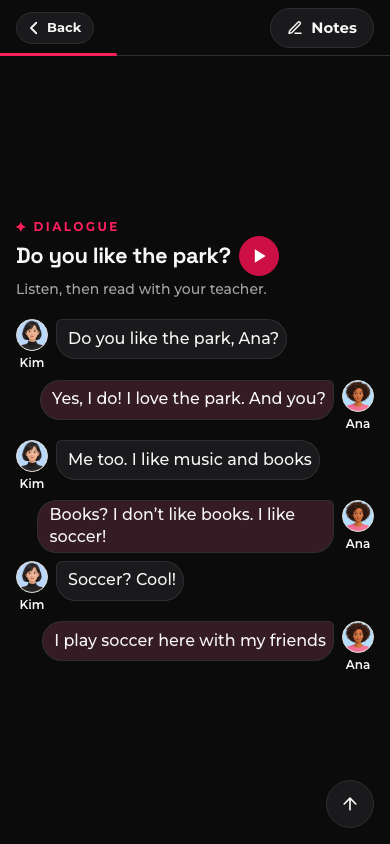 Back
Notes
DIALOGUE
Do you like the park?
Listen, then read with your teacher.
Do you like the park, Ana?
Kim
Yes, I do! I love the park. And you?
Ana
Me too. I like music and books
Kim
Books? I don’t like books. I like
soccer!
Ana
Soccer? Cool!
Kim
I play soccer here with my friends
Ana